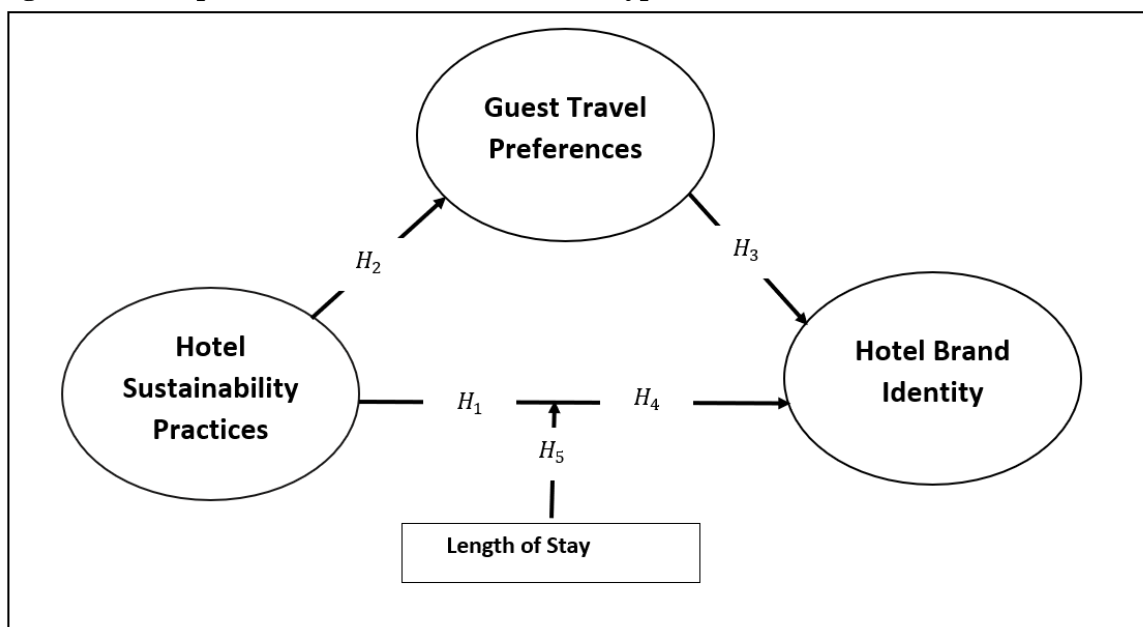 Guest Travel
Preferences
H₂
H₃
Hotel
Sustainability
Practices
H₁
H₄
Hotel Brand
Identity
H₅
Length of Stay